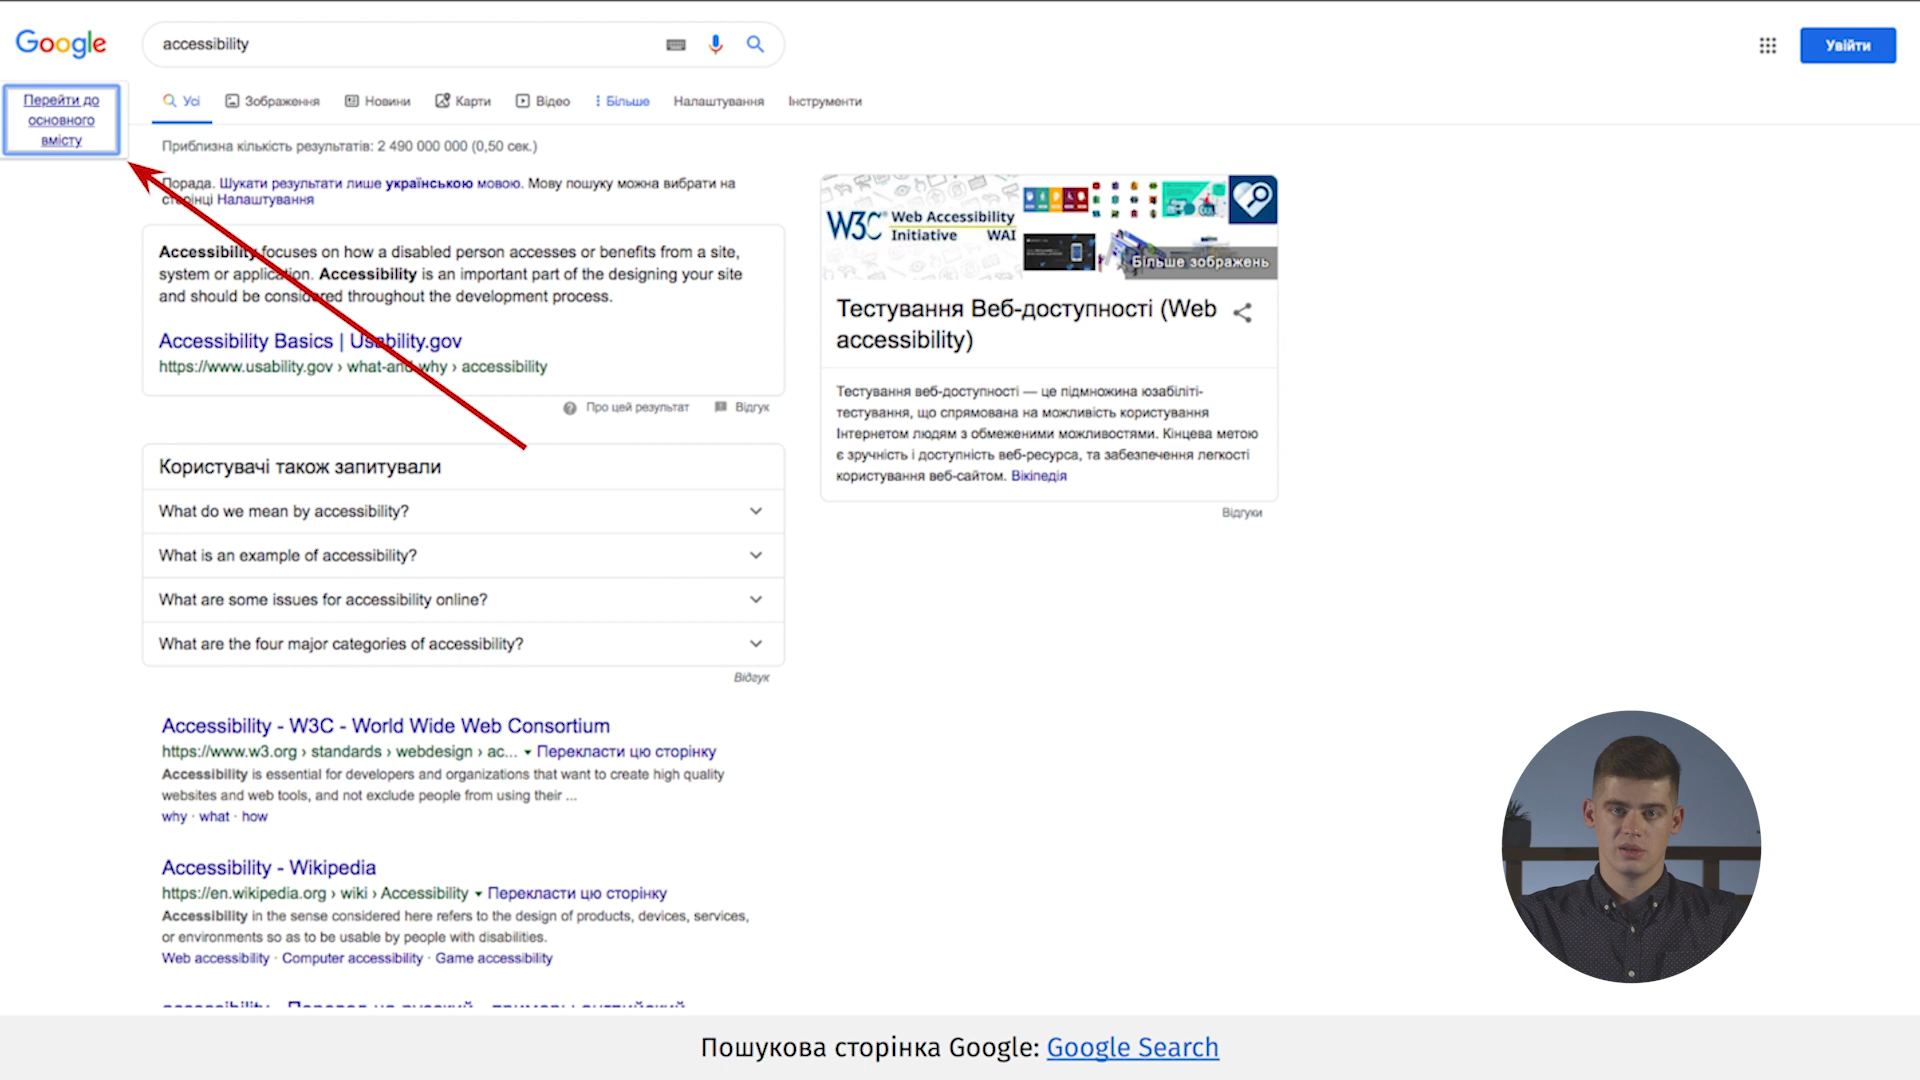 Google
accessibility
Увійти
Перейти до
основного
вмісту
Усі
Зображення
Новини
Карти
Відео
Більше
Налаштування
Інструменти
Приблизна кількість результатів: 2 490 000 000 (0,50 сек.)
Порада. Шукати результати лише українською мовою. Мову пошуку можна вибрати на
сторінці Налаштування
Accessibility focuses on how a disabled person accesses or benefits from a site,
system or application. Accessibility is an important part of the designing your site
and should be considered throughout the development process.
Accessibility Basics | Usability.gov
https://www.usability.gov › what-and-why › accessibility
Про цей результат
Відгук
Користувачі також запитували
What do we mean by accessibility?
What is an example of accessibility?
What are some issues for accessibility online?
What are the four major categories of accessibility?
Відгук
Accessibility - W3C - World Wide Web Consortium
https://www.w3.org › standards › webdesign › ac... Перекласти цю сторінку
Accessibility is essential for developers and organizations that want to create high quality
websites and web tools, and not exclude people from using their ...
why · what · how
Accessibility - Wikipedia
https://en.wikipedia.org › wiki › Accessibility Перекласти цю сторінку
Accessibility in the sense considered here refers to the design of products, devices, services,
or environments so as to be usable by people with disabilities.
Web accessibility · Computer accessibility · Game accessibility
W3C® Web Accessibility
Initiative WAI
Більше зображень
Тестування Веб-доступності (Web
accessibility)
Тестування веб-доступності — це підмножина юзабіліті-
тестування, що спрямована на можливість користування
Інтернетом людям з обмеженими можливостями. Кінцева метою
є зручність і доступність веб-ресурса, та забезпечення легкості
користування веб-сайтом. Вікіпедія
Відгуки
Пошукова сторінка Google: Google Search